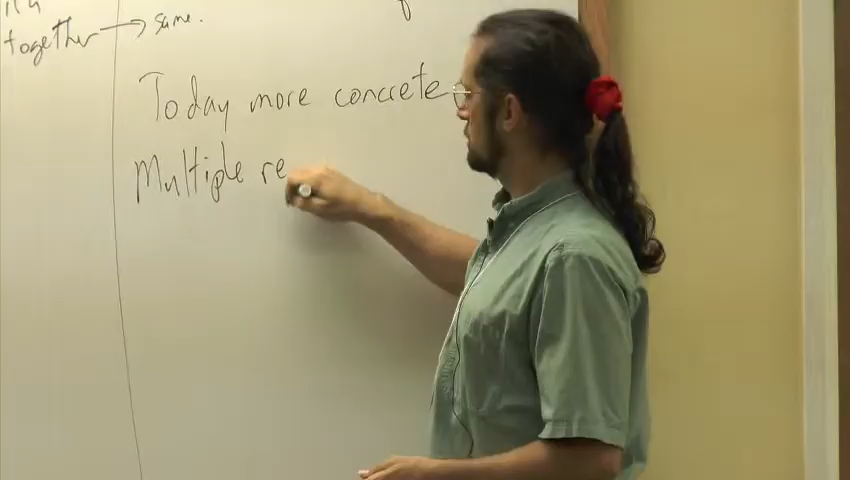 together → same.
Today more concrete
Multiple re